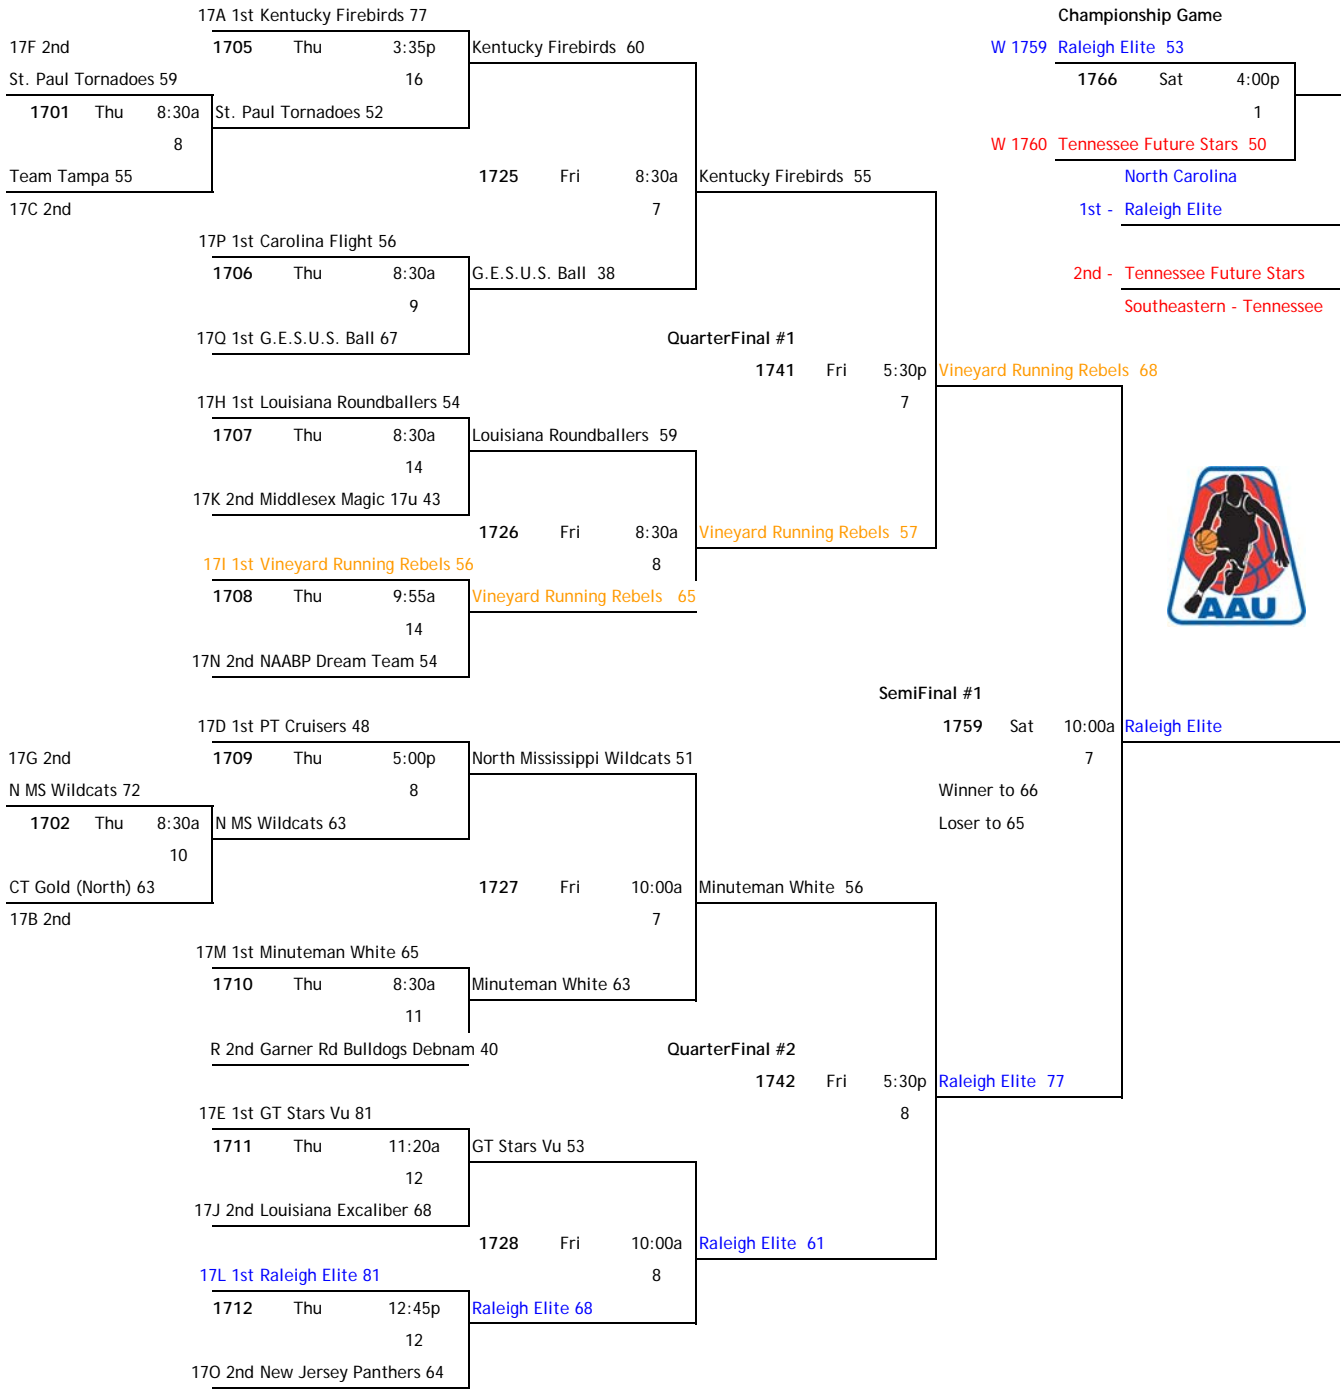 17A 1st Kentucky Firebirds 77
Championship Game
17F 2nd
1705 Thu 3:35p
Kentucky Firebirds 60
W 1759 Raleigh Elite 53
St. Paul Tornadoes 59
16
1766 Sat 4:00p
1701 Thu 8:30a
St. Paul Tornadoes 52
1
8
W 1760 Tennessee Future Stars 50
Team Tampa 55
1725 Fri 8:30a
Kentucky Firebirds 55
North Carolina
17C 2nd
7
1st - Raleigh Elite
17P 1st Carolina Flight 56
1706 Thu 8:30a
G.E.S.U.S. Ball 38
2nd - Tennessee Future Stars
9
Southeastern - Tennessee
17Q 1st G.E.S.U.S. Ball 67
QuarterFinal #1
1741 Fri 5:30p
Vineyard Running Rebels 68
17H 1st Louisiana Roundballers 54
7
1707 Thu 8:30a
Louisiana Roundballers 59
14
17K 2nd Middlesex Magic 17u 43
1726 Fri 8:30a
Vineyard Running Rebels 57
17I 1st Vineyard Running Rebels 56
8
1708 Thu 9:55a
Vineyard Running Rebels 65
AAU
14
17N 2nd NAABP Dream Team 54
SemiFinal #1
17D 1st PT Cruisers 48
1759 Sat 10:00a
Raleigh Elite
17G 2nd
1709 Thu 5:00p
North Mississippi Wildcats 51
7
N MS Wildcats 72
8
Winner to 66
1702 Thu 8:30a
N MS Wildcats 63
Loser to 65
10
CT Gold (North) 63
1727 Fri 10:00a
Minuteman White 56
17B 2nd
7
17M 1st Minuteman White 65
1710 Thu 8:30a
Minuteman White 63
11
R 2nd Garner Rd Bulldogs Debnam 40
QuarterFinal #2
1742 Fri 5:30p
Raleigh Elite 77
17E 1st GT Stars Vu 81
8
1711 Thu 11:20a
GT Stars Vu 53
12
17J 2nd Louisiana Excaliber 68
1728 Fri 10:00a
Raleigh Elite 61
17L 1st Raleigh Elite 81
8
1712 Thu 12:45p
Raleigh Elite 68
12
17O 2nd New Jersey Panthers 64